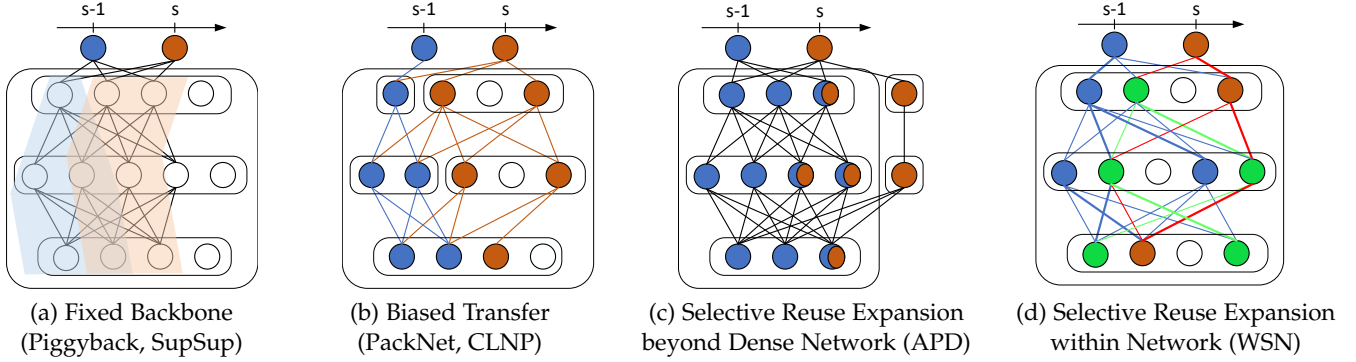 s-1 s
s-1 s
s-1 s
s-1 s
(a) Fixed Backbone
(Piggyback, SupSup)
(b) Biased Transfer
(PackNet, CLNP)
(c) Selective Reuse Expansion
beyond Dense Network (APD)
(d) Selective Reuse Expansion
within Network (WSN)